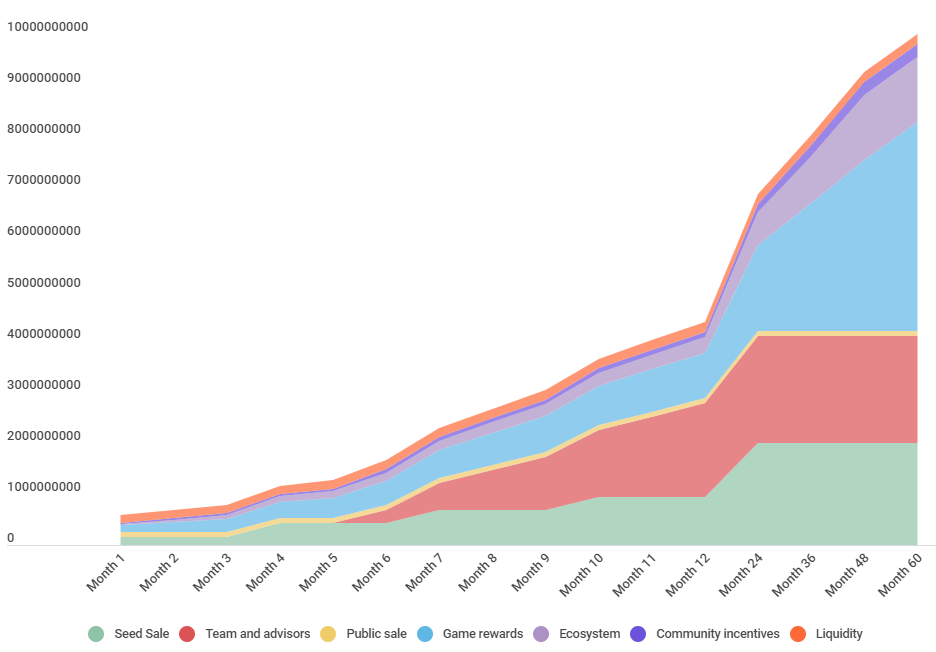 10000000000
9000000000
8000000000
7000000000
6000000000
5000000000
4000000000
3000000000
2000000000
1000000000
0
Month 1
Month 2
Month 3
Month 4
Month 5
Month 6
Month 7
Month 8
Month 9
Month 10
Month 11
Month 12
Month 24
Month 36
Month 48
Month 60
Seed Sale Team and advisors Public sale Game rewards Ecosystem Community incentives Liquidity